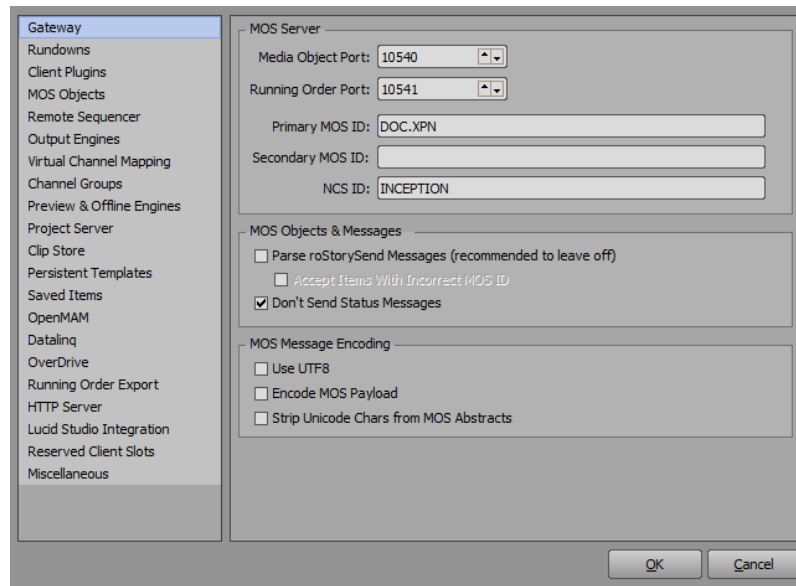 Gateway
Rundowns
Client Plugins
MOS Objects
Remote Sequencer
Output Engines
Virtual Channel Mapping
Channel Groups
Preview & Offline Engines
Project Server
Clip Store
Persistent Templates
Saved Items
OpenMAM
Datalinq
OverDrive
Running Order Export
HTTP Server
Lucid Studio Integration
Reserved Client Slots
Miscellaneous
MOS Server
Media Object Port: 10540
Running Order Port: 10541
Primary MOS ID: DOC.XPN
Secondary MOS ID:
NCS ID: INCEPTION
MOS Objects & Messages
Parse roStorySend Messages (recommended to leave off)
Accept Items With Incorrect MOS ID
Don't Send Status Messages
MOS Message Encoding
Use UTF8
Encode MOS Payload
Strip Unicode Chars from MOS Abstracts
OK
Cancel